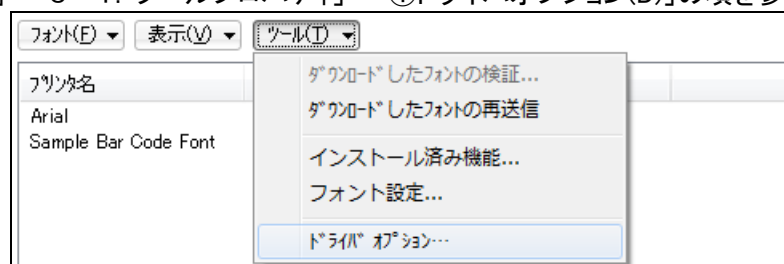 フォント(F) ▼ 表示(V) ▼ ツール(T) ▼
プリンタ名
Arial
Sample Bar Code Font
ダウンロードしたフォントの検証...
ダウンロードしたフォントの再送信
インストール済み機能...
フォント設定...
ドライバ オプション…